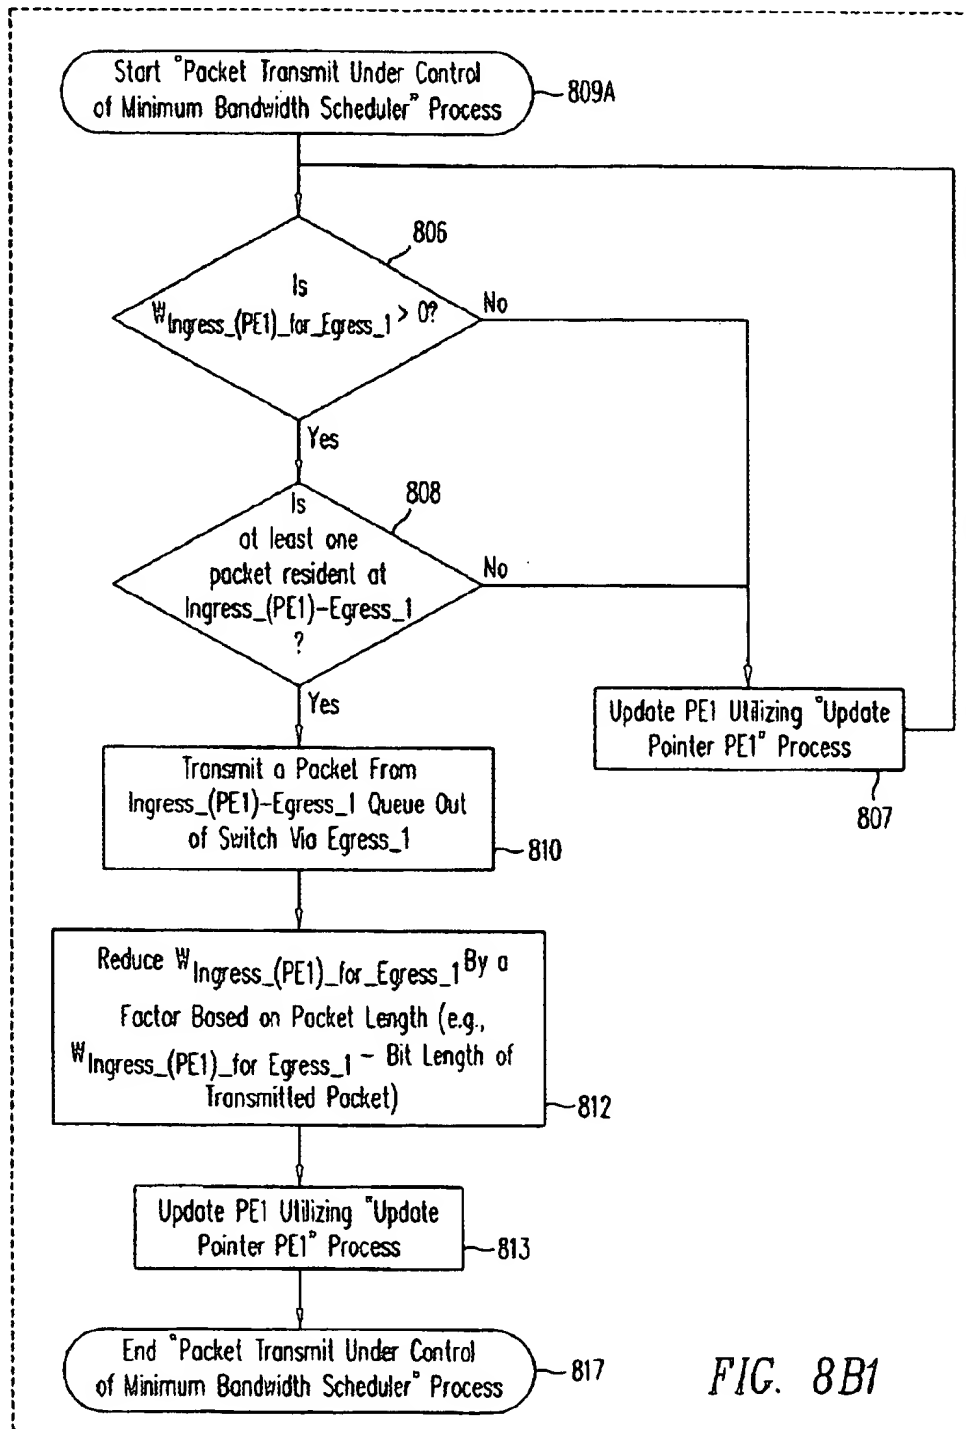 Start "Packet Transmit Under Control
of Minimum Bandwidth Scheduler" Process
809A
806
Is
W Ingress_(PE1)_for_Egress_1 > 0?
No
Yes
808
Is
at least one
packet resident at
Ingress_(PE1)-Egress_1
?
No
Yes
Update PE1 Utilizing "Update
Pointer PE1" Process
807
Transmit a Packet From
Ingress_(PE1)-Egress_1 Queue Out
of Switch Via Egress_1
810
Reduce W Ingress_(PE1)_for_Egress_1 By a
Factor Based on Packet Length (e.g.,
W Ingress_(PE1)_for Egress_1 - Bit Length of
Transmitted Packet)
812
Update PE1 Utilizing "Update
Pointer PE1" Process
813
End "Packet Transmit Under Control
of Minimum Bandwidth Scheduler" Process
817
FIG. 8B1